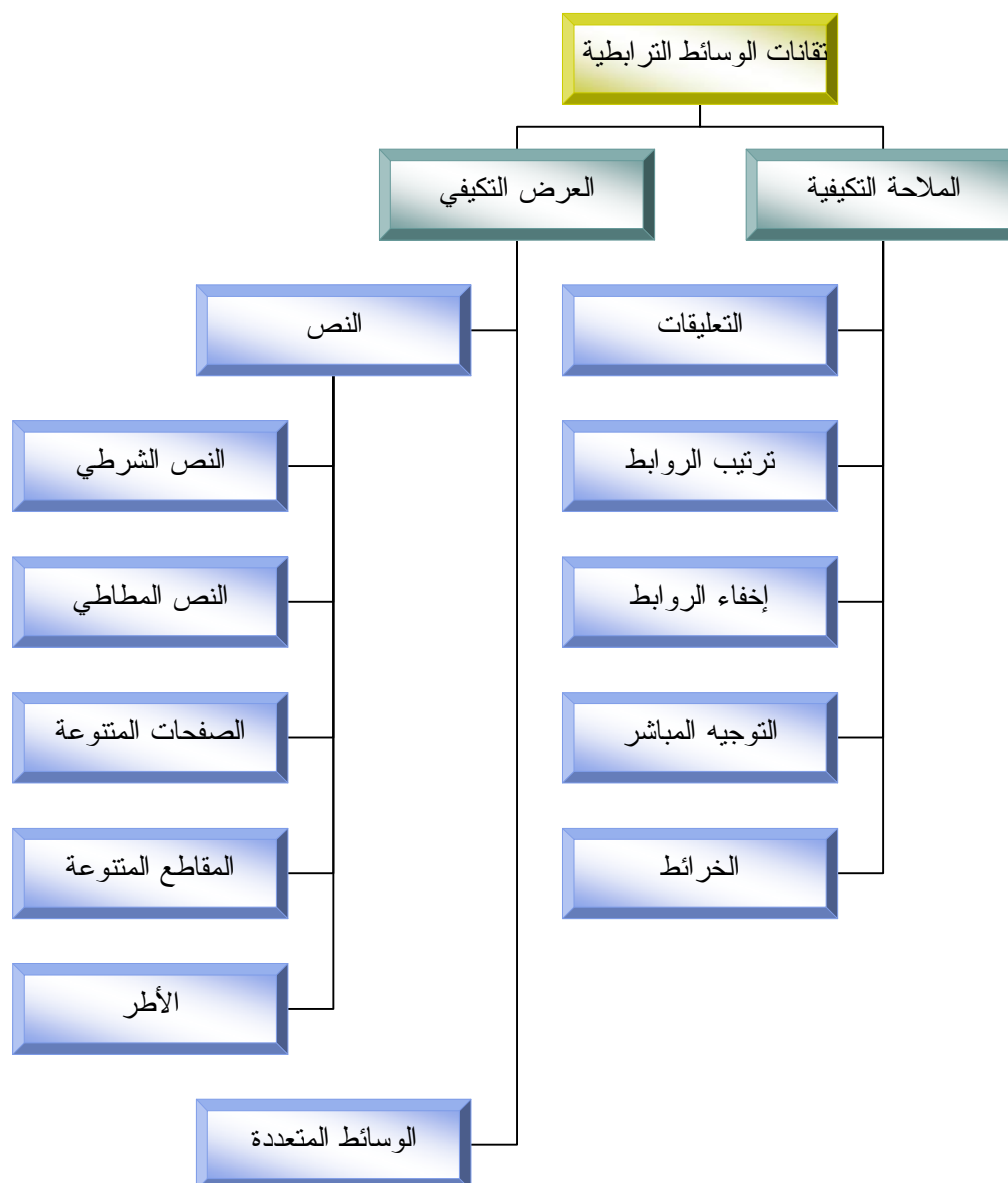 تقانات الوسائط الترابطية
الملاحة التكيفية
العرض التكيفي
التعليقات
النص
ترتيب الروابط
النص الشرطي
إخفاء الروابط
النص المطاطي
التوجيه المباشر
الصفحات المتنوعة
الخرائط
المقاطع المتنوعة
الأطر
الوسائط المتعددة